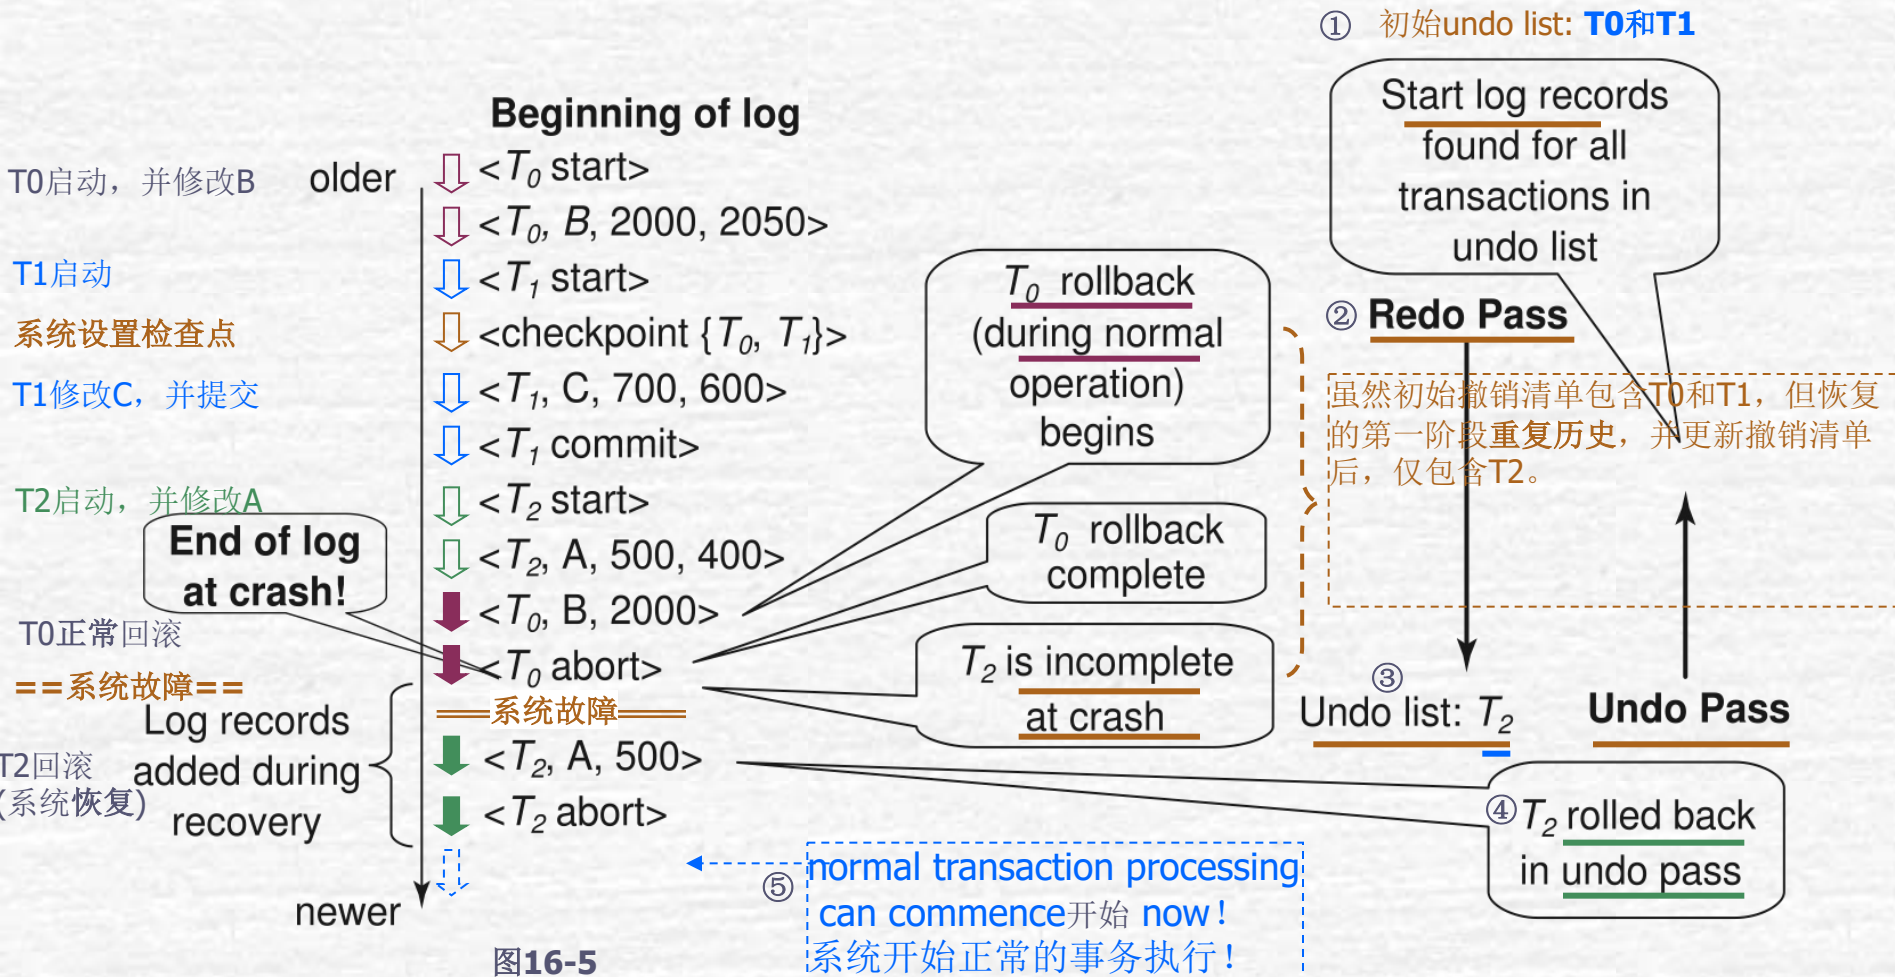 ① 初始undo list: T0和T1
Start log records
found for all
transactions in
undo list
Beginning of log
T0启动，并修改B
older
<T0 start>
<T0, B, 2000, 2050>
T1启动
<T1 start>
系统设置检查点
<checkpoint {T0, T1}>
T1修改C，并提交
<T1, C, 700, 600>
<T1 commit>
T2启动，并修改A
<T2 start>
<T2, A, 500, 400>
End of log
at crash!
<T0, B, 2000>
T0正常回滚
<T0 abort>
==系统故障==
══系统故障══
Log records
added during
recovery
T2回滚
(系统恢复)
<T2, A, 500>
<T2 abort>
newer
T0 rollback
(during normal
operation)
begins
T0 rollback
complete
T2 is incomplete
at crash
② Redo Pass
虽然初始撤销清单包含T0和T1，但恢复
的第一阶段重复历史，并更新撤销清单
后，仅包含T2。
③
Undo list: T2
Undo Pass
④ T2 rolled back
in undo pass
⑤
normal transaction processing
can commence开始 now！
系统开始正常的事务执行！
图16-5